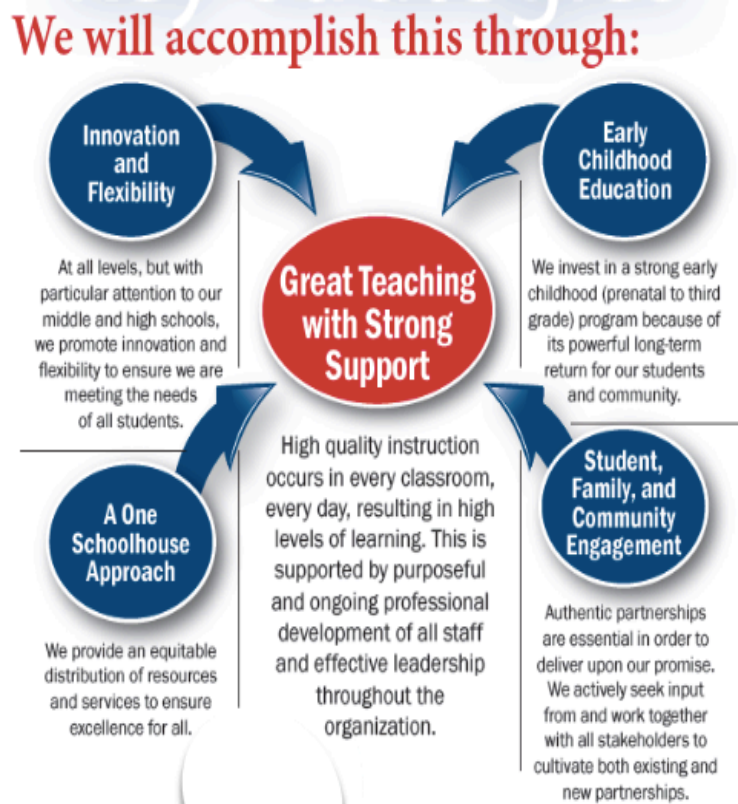 We will accomplish this through:
Innovation
and
Flexibility
At all levels, but with
particular attention to our
middle and high schools,
we promote innovation and
flexibility to ensure we are
meeting the needs
of all students.
Early
Childhood
Education
We invest in a strong early
childhood (prenatal to third
grade) program because of
its powerful long-term
return for our students
and community.
Great Teaching
with Strong
Support
High quality instruction
occurs in every classroom,
every day, resulting in high
levels of learning. This is
supported by purposeful
and ongoing professional
development of all staff
and effective leadership
throughout the
organization.
A One
Schoolhouse
Approach
We provide an equitable
distribution of resources
and services to ensure
excellence for all.
Student,
Family, and
Community
Engagement
Authentic partnerships
are essential in order to
deliver upon our promise.
We actively seek input
from and work together
with all stakeholders to
cultivate both existing and
new partnerships.